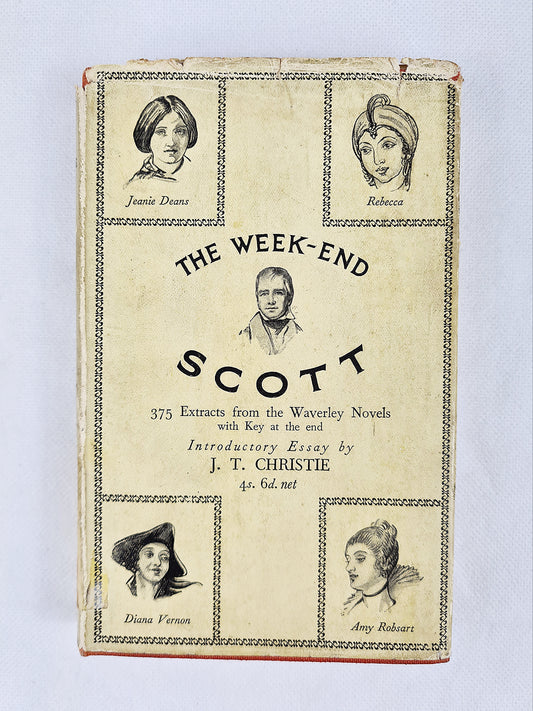 Jeanie Deans
Rebecca
THE WEEK-END
SCOTT
375 Extracts from the Waverley Novels
with Key at the end
Introductory Essay by
J. T. CHRISTIE
4s. 6d. net
Diana Vernon
Amy Robsart